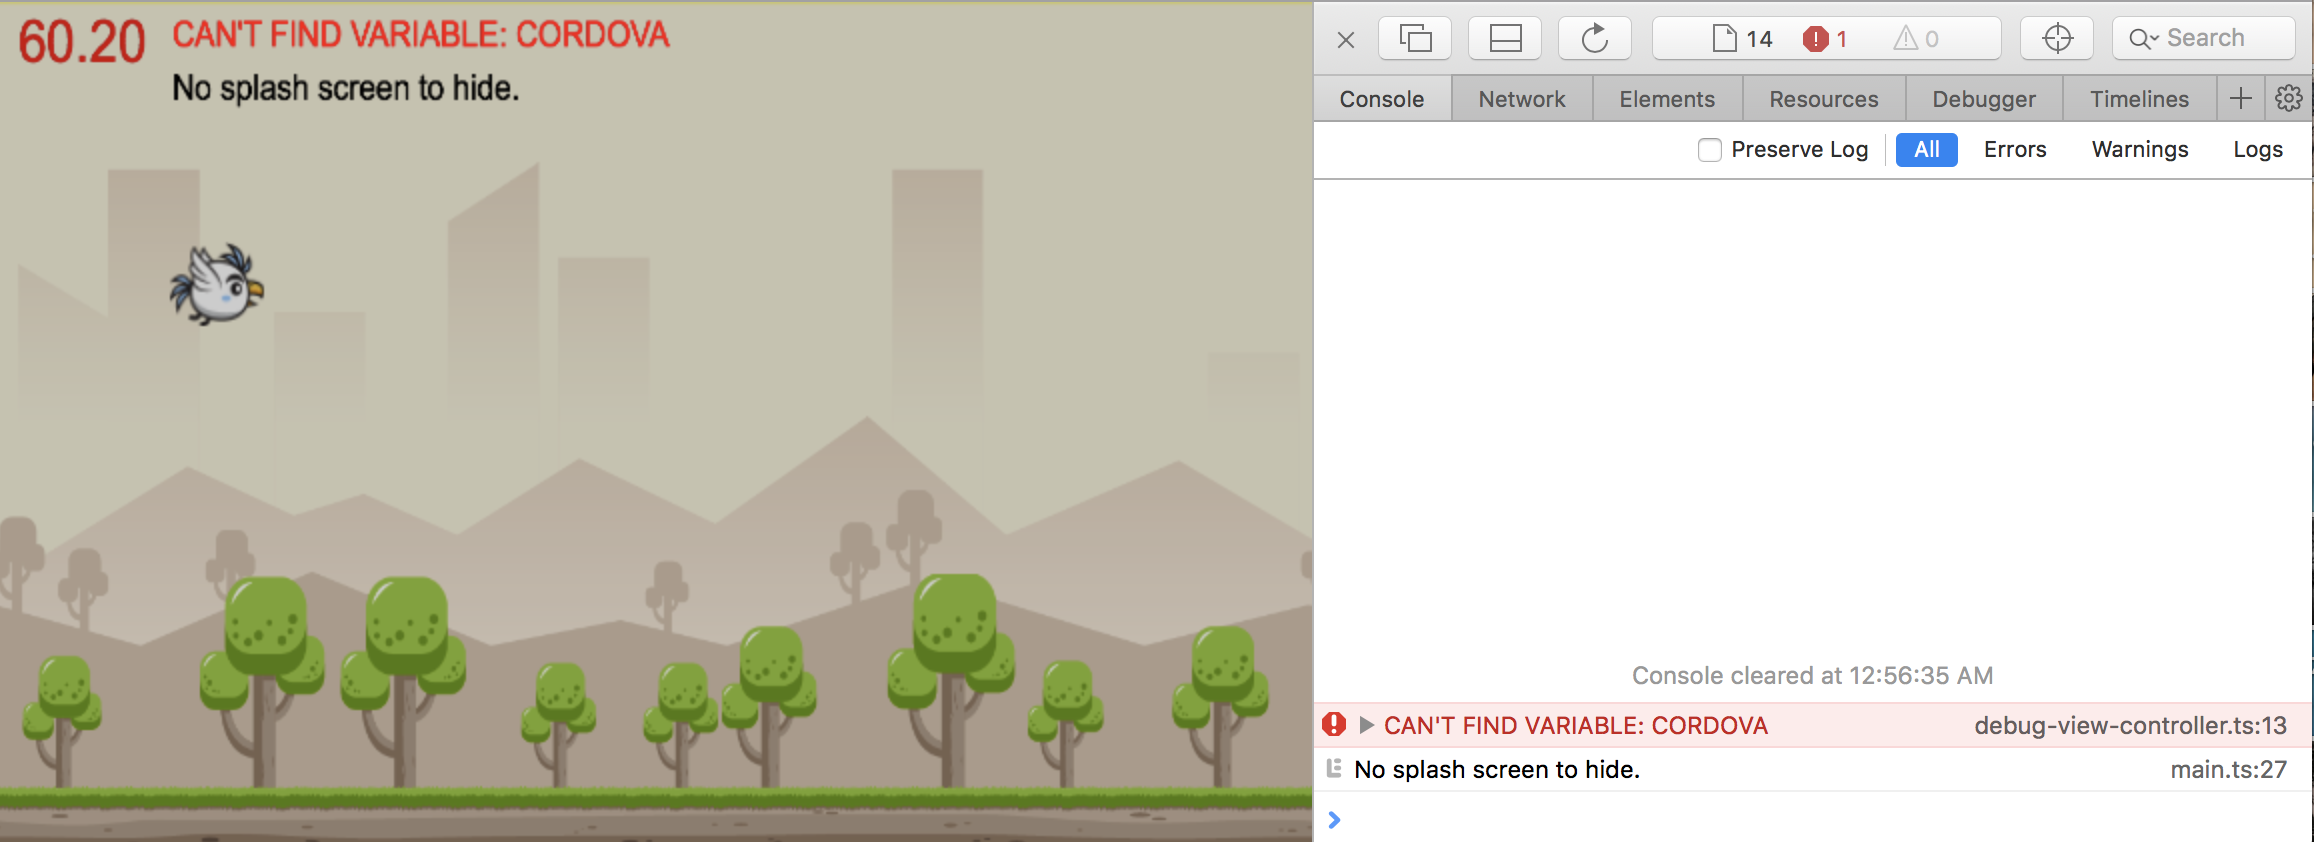 60.20
CAN'T FIND VARIABLE: CORDOVA
No splash screen to hide.
14 1 0 Search
Console Network Elements Resources Debugger Timelines
Preserve Log All Errors Warnings Logs
Console cleared at 12:56:35 AM
CAN'T FIND VARIABLE: CORDOVA debug-view-controller.ts:13
No splash screen to hide. main.ts:27